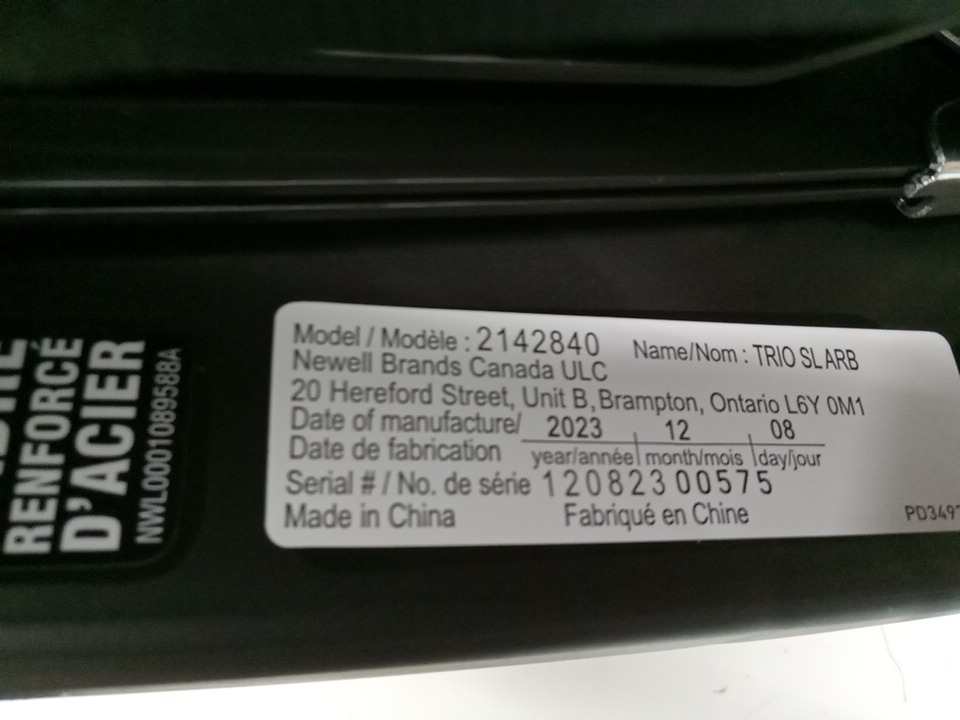 Model / Modèle : 2142840 Name/Nom : TRIO SL ARB
Newell Brands Canada ULC
20 Hereford Street, Unit B, Brampton, Ontario L6Y 0M1
Date of manufacture/ 2023 12 08
Date de fabrication year/année month/mois day/jour
Serial # / No. de série 120823 00575
Made in China Fabriqué en Chine
RENFORCÉ
D'ACIER
NWL0001089588A